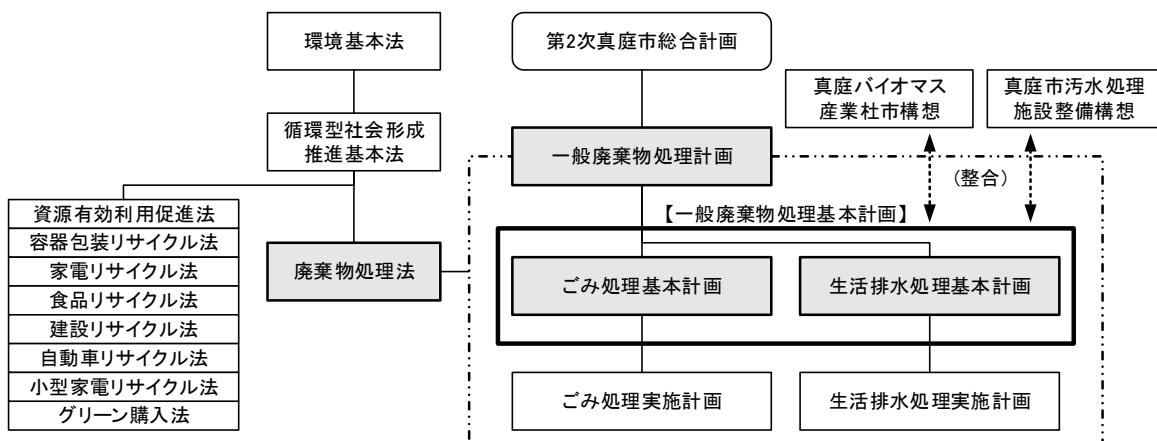 環境基本法
第2次真庭市総合計画
真庭バイオマス
産業杜市構想
真庭市汚水処理
施設整備構想
循環型社会形成
推進基本法
一般廃棄物処理計画
(整合)
資源有効利用促進法
容器包装リサイクル法
家電リサイクル法
食品リサイクル法
建設リサイクル法
自動車リサイクル法
小型家電リサイクル法
グリーン購入法
廃棄物処理法
【一般廃棄物処理基本計画】
ごみ処理基本計画
生活排水処理基本計画
ごみ処理実施計画
生活排水処理実施計画